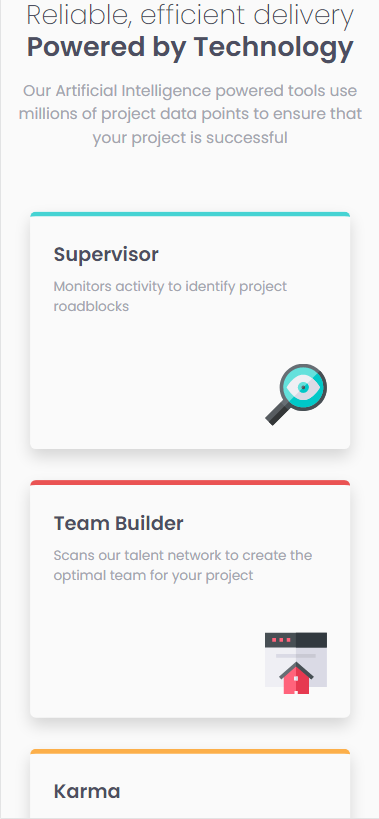 Reliable, efficient delivery
Powered by Technology
Our Artificial Intelligence powered tools use
millions of project data points to ensure that
your project is successful
Supervisor
Monitors activity to identify project
roadblocks
Team Builder
Scans our talent network to create the
optimal team for your project
Karma